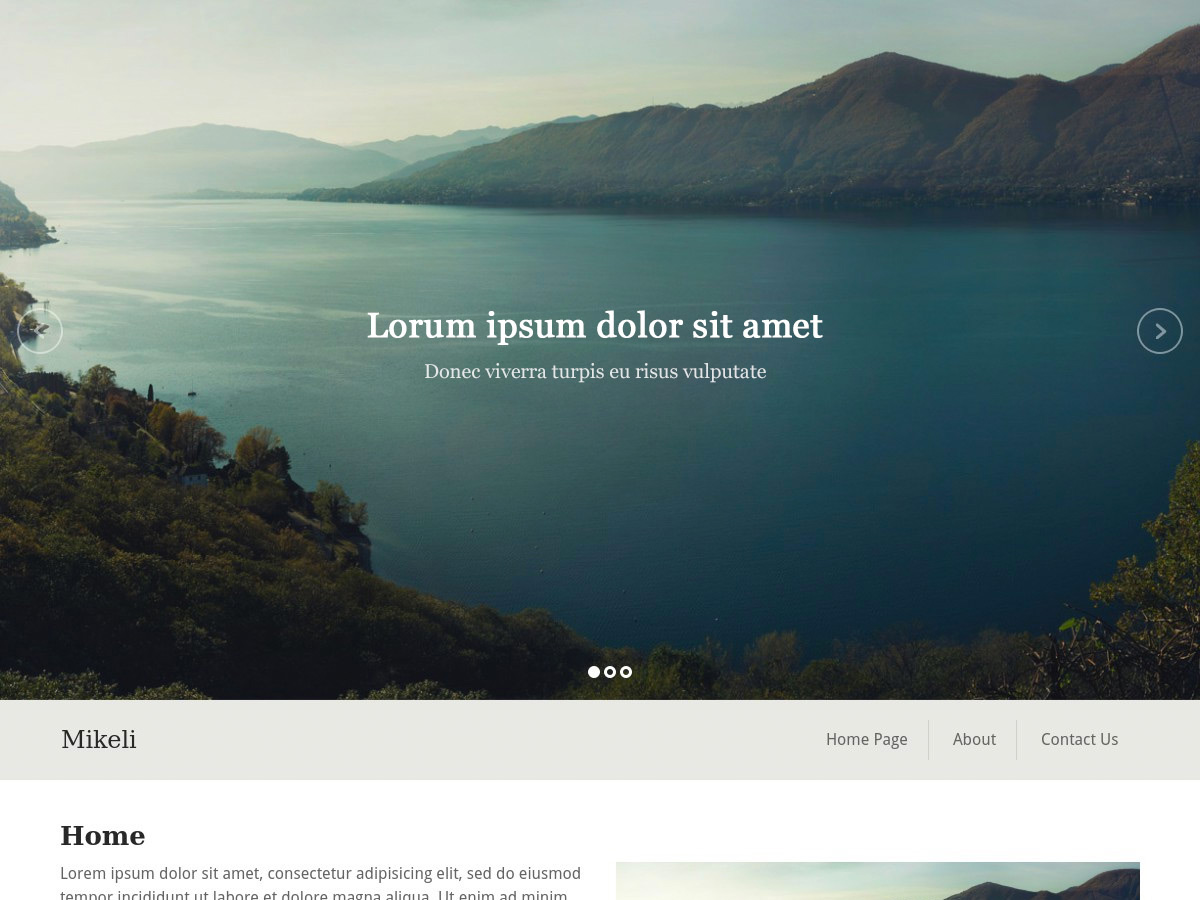 Lorum ipsum dolor sit amet
Donec viverra turpis eu risus vulputate
Mikeli
Home Page
About
Contact Us
Home
Lorem ipsum dolor sit amet, consectetur adipisicing elit, sed do eiusmod
tempor incididunt ut labore et dolore magna aliqua. Ut enim ad minim